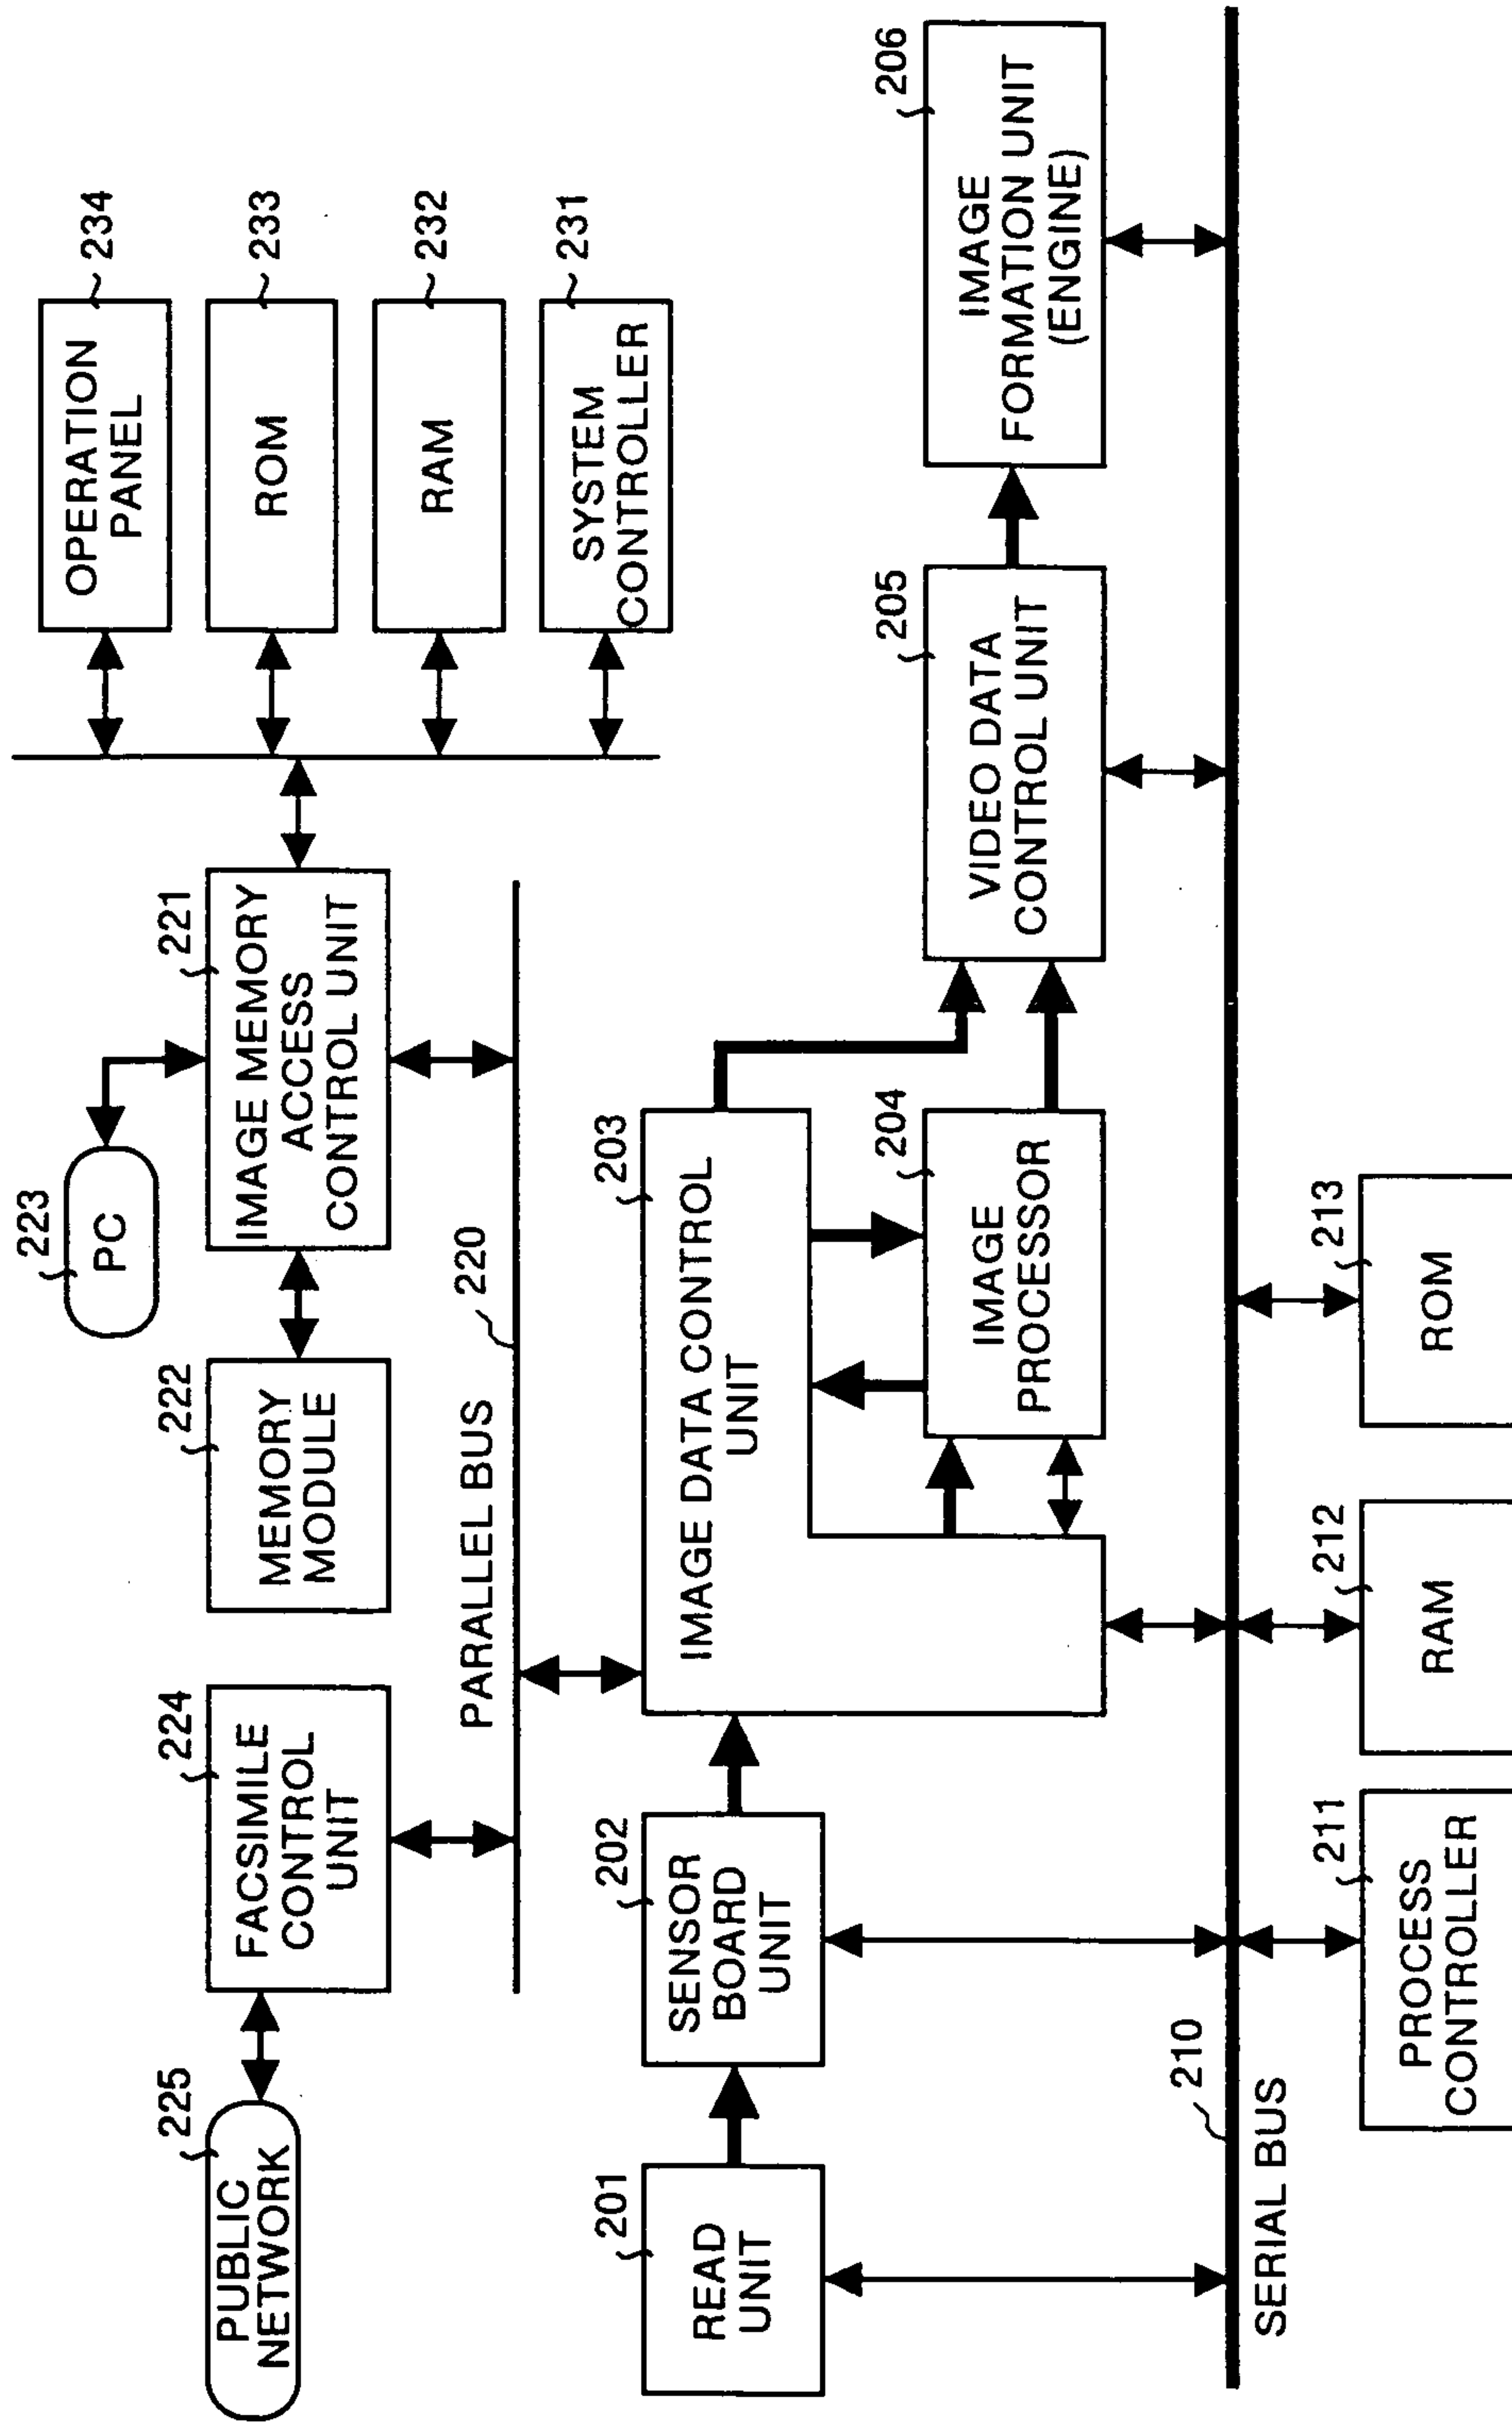 225
PUBLIC
NETWORK
224
FACSIMILE
CONTROL
UNIT
222
MEMORY
MODULE
223
PC
221
IMAGE MEMORY
ACCESS
CONTROL UNIT
OPERATION
PANEL
234
ROM
233
RAM
232
SYSTEM
CONTROLLER
231
PARALLEL BUS
220
201
READ
UNIT
202
SENSOR
BOARD
UNIT
203
IMAGE DATA CONTROL
UNIT
204
IMAGE
PROCESSOR
205
VIDEO DATA
CONTROL UNIT
206
IMAGE
FORMATION UNIT
(ENGINE)
210
SERIAL BUS
211
PROCESS
CONTROLLER
212
RAM
213
ROM